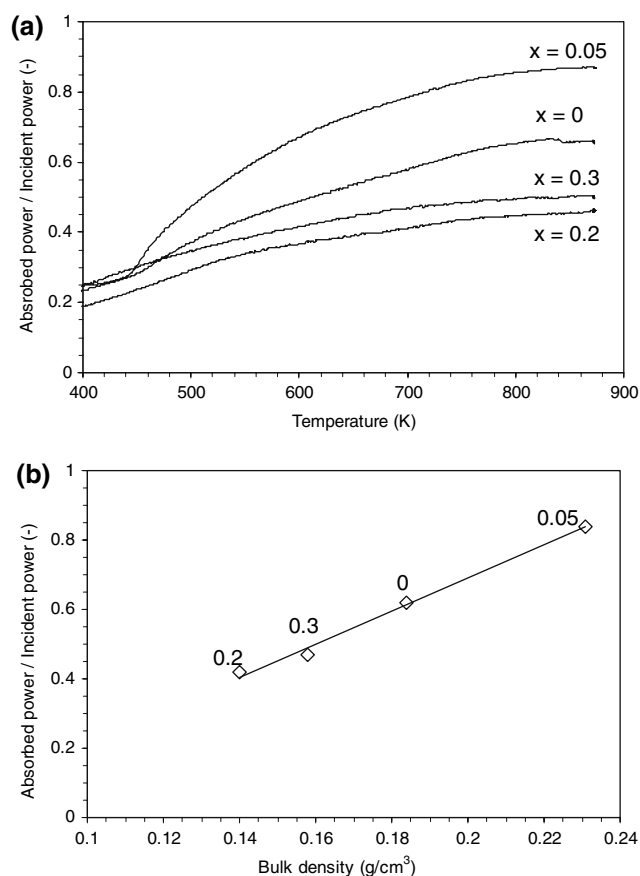 (a)
Absrobed power / Incident power (-)
1
0.8
0.6
0.4
0.2
0
x = 0.05
x = 0
x = 0.3
x = 0.2
400 500 600 700 800 900
Temperature (K)
(b)
Absorbed power / Incident power (-)
1
0.8
0.6
0.4
0.2
0
0.05
0
0.3
0.2
0.1 0.12 0.14 0.16 0.18 0.2 0.22 0.24
Bulk density (g/cm³)